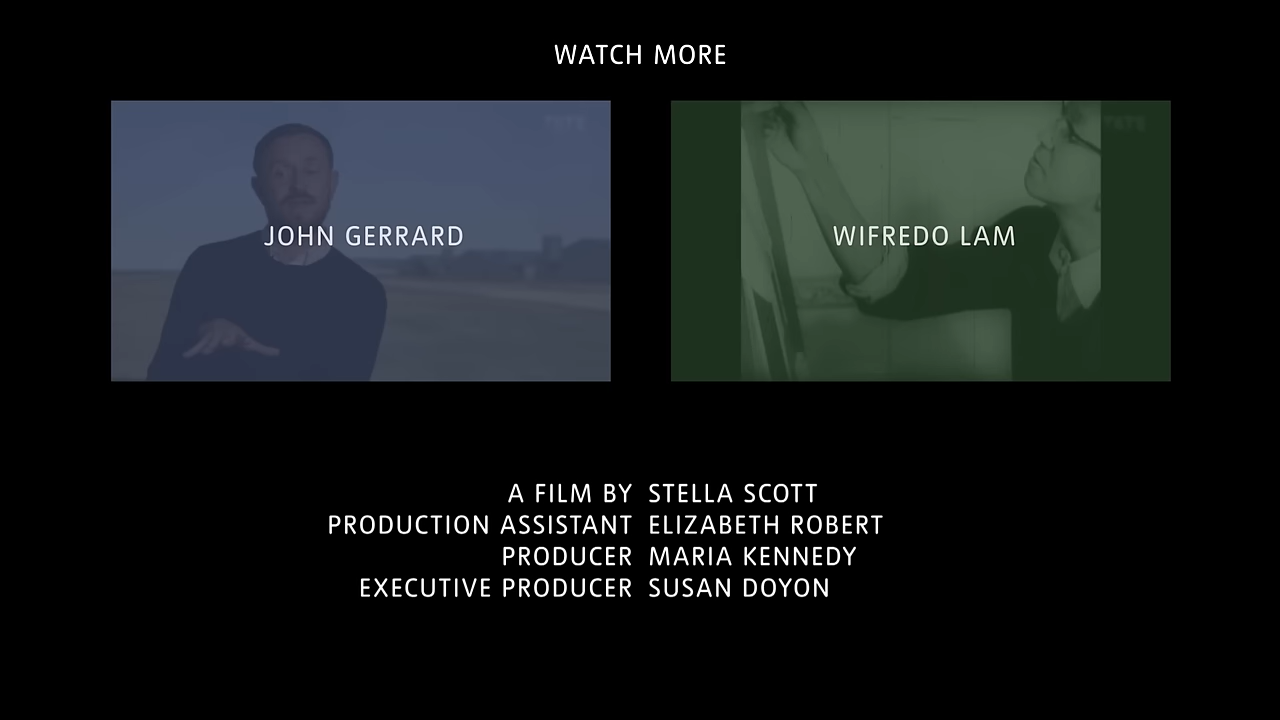 WATCH MORE
JOHN GERRARD
WIFREDO LAM
A FILM BY STELLA SCOTT
PRODUCTION ASSISTANT ELIZABETH ROBERT
PRODUCER MARIA KENNEDY
EXECUTIVE PRODUCER SUSAN DOYON